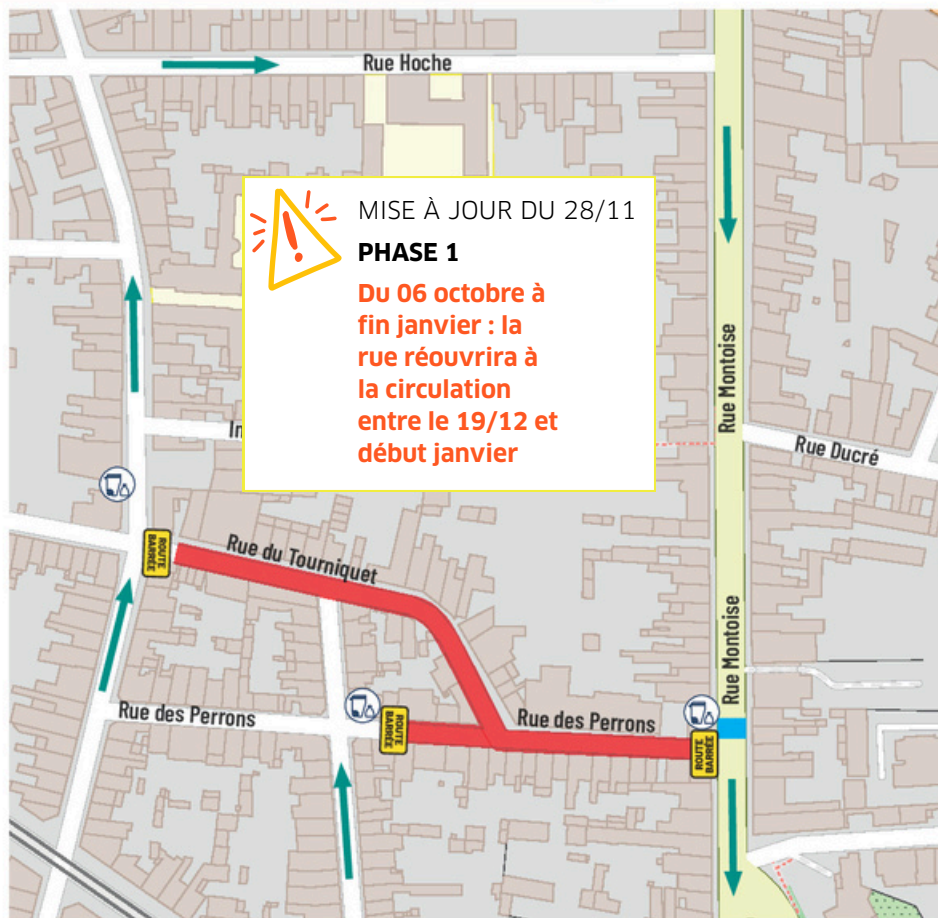 Rue Hoche
MISE À JOUR DU 28/11
PHASE 1
Du 06 octobre à
fin janvier : la
rue réouvrira à
la circulation
entre le 19/12 et
début janvier
Rue Montoise
Rue Ducré
ROUTE
BARRÉE
Rue du Tourniquet
Rue Montoise
Rue des Perrons
ROUTE
BARRÉE
Rue des Perrons
ROUTE
BARRÉE